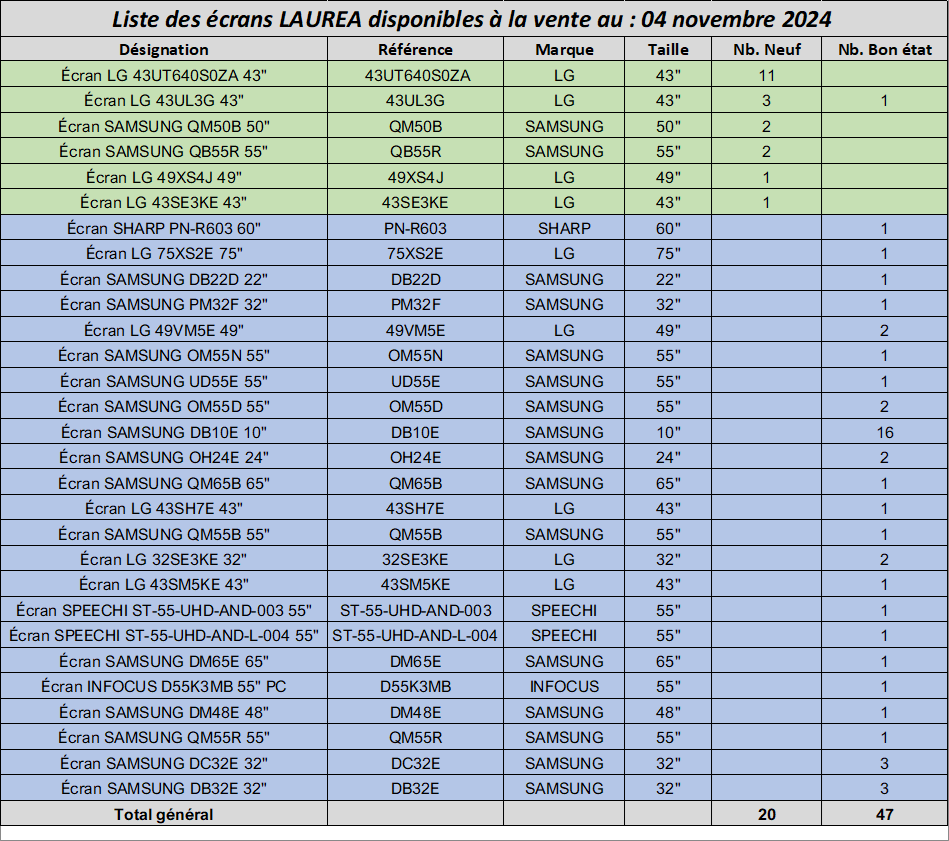 Liste des écrans LAUREA disponibles à la vente au : 04 novembre 2024
Désignation Référence Marque Taille Nb. Neuf Nb. Bon état
Écran LG 43UT640S0ZA 43" 43UT640S0ZA LG 43" 11
Écran LG 43UL3G 43" 43UL3G LG 43" 3 1
Écran SAMSUNG QM50B 50" QM50B SAMSUNG 50" 2
Écran SAMSUNG QB55R 55" QB55R SAMSUNG 55" 2
Écran LG 49XS4J 49" 49XS4J LG 49" 1
Écran LG 43SE3KE 43" 43SE3KE LG 43" 1
Écran SHARP PN-R603 60" PN-R603 SHARP 60" 1
Écran LG 75XS2E 75" 75XS2E LG 75" 1
Écran SAMSUNG DB22D 22" DB22D SAMSUNG 22" 1
Écran SAMSUNG PM32F 32" PM32F SAMSUNG 32" 1
Écran LG 49VM5E 49" 49VM5E LG 49" 2
Écran SAMSUNG OM55N 55" OM55N SAMSUNG 55" 1
Écran SAMSUNG UD55E 55" UD55E SAMSUNG 55" 1
Écran SAMSUNG OM55D 55" OM55D SAMSUNG 55" 2
Écran SAMSUNG DB10E 10" DB10E SAMSUNG 10" 16
Écran SAMSUNG OH24E 24" OH24E SAMSUNG 24" 2
Écran SAMSUNG QM65B 65" QM65B SAMSUNG 65" 1
Écran LG 43SH7E 43" 43SH7E LG 43" 1
Écran SAMSUNG QM55B 55" QM55B SAMSUNG 55" 1
Écran LG 32SE3KE 32" 32SE3KE LG 32" 2
Écran LG 43SM5KE 43" 43SM5KE LG 43" 1
Écran SPEECHI ST-55-UHD-AND-003 55" ST-55-UHD-AND-003 SPEECHI 55" 1
Écran SPEECHI ST-55-UHD-AND-L-004 55" ST-55-UHD-AND-L-004 SPEECHI 55" 1
Écran SAMSUNG DM65E 65" DM65E SAMSUNG 65" 1
Écran INFOCUS D55K3MB 55" PC D55K3MB INFOCUS 55" 1
Écran SAMSUNG DM48E 48" DM48E SAMSUNG 48" 1
Écran SAMSUNG QM55R 55" QM55R SAMSUNG 55" 1
Écran SAMSUNG DC32E 32" DC32E SAMSUNG 32" 3
Écran SAMSUNG DB32E 32" DB32E SAMSUNG 32" 3
Total général 20 47